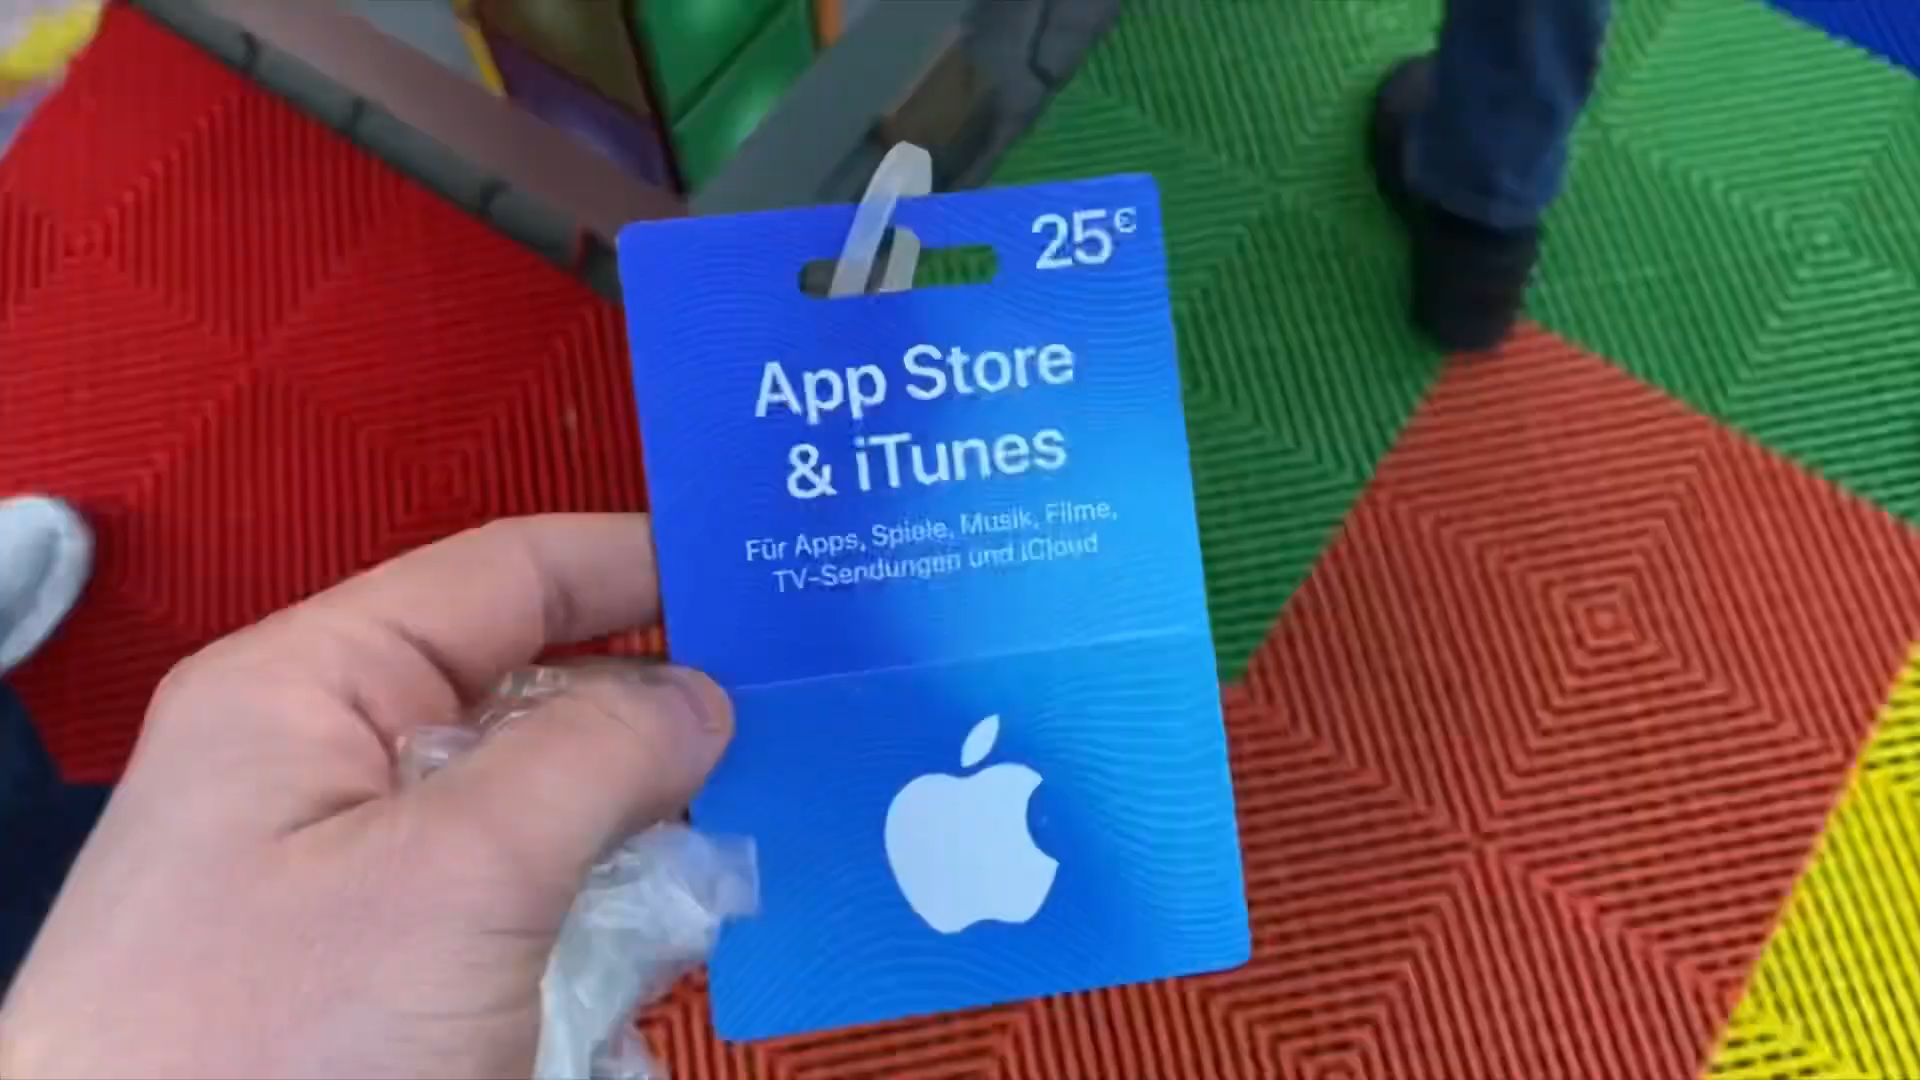 25€
App Store
& iTunes
Für Apps, Spiele, Musik, Filme,
TV-Sendungen und iCloud